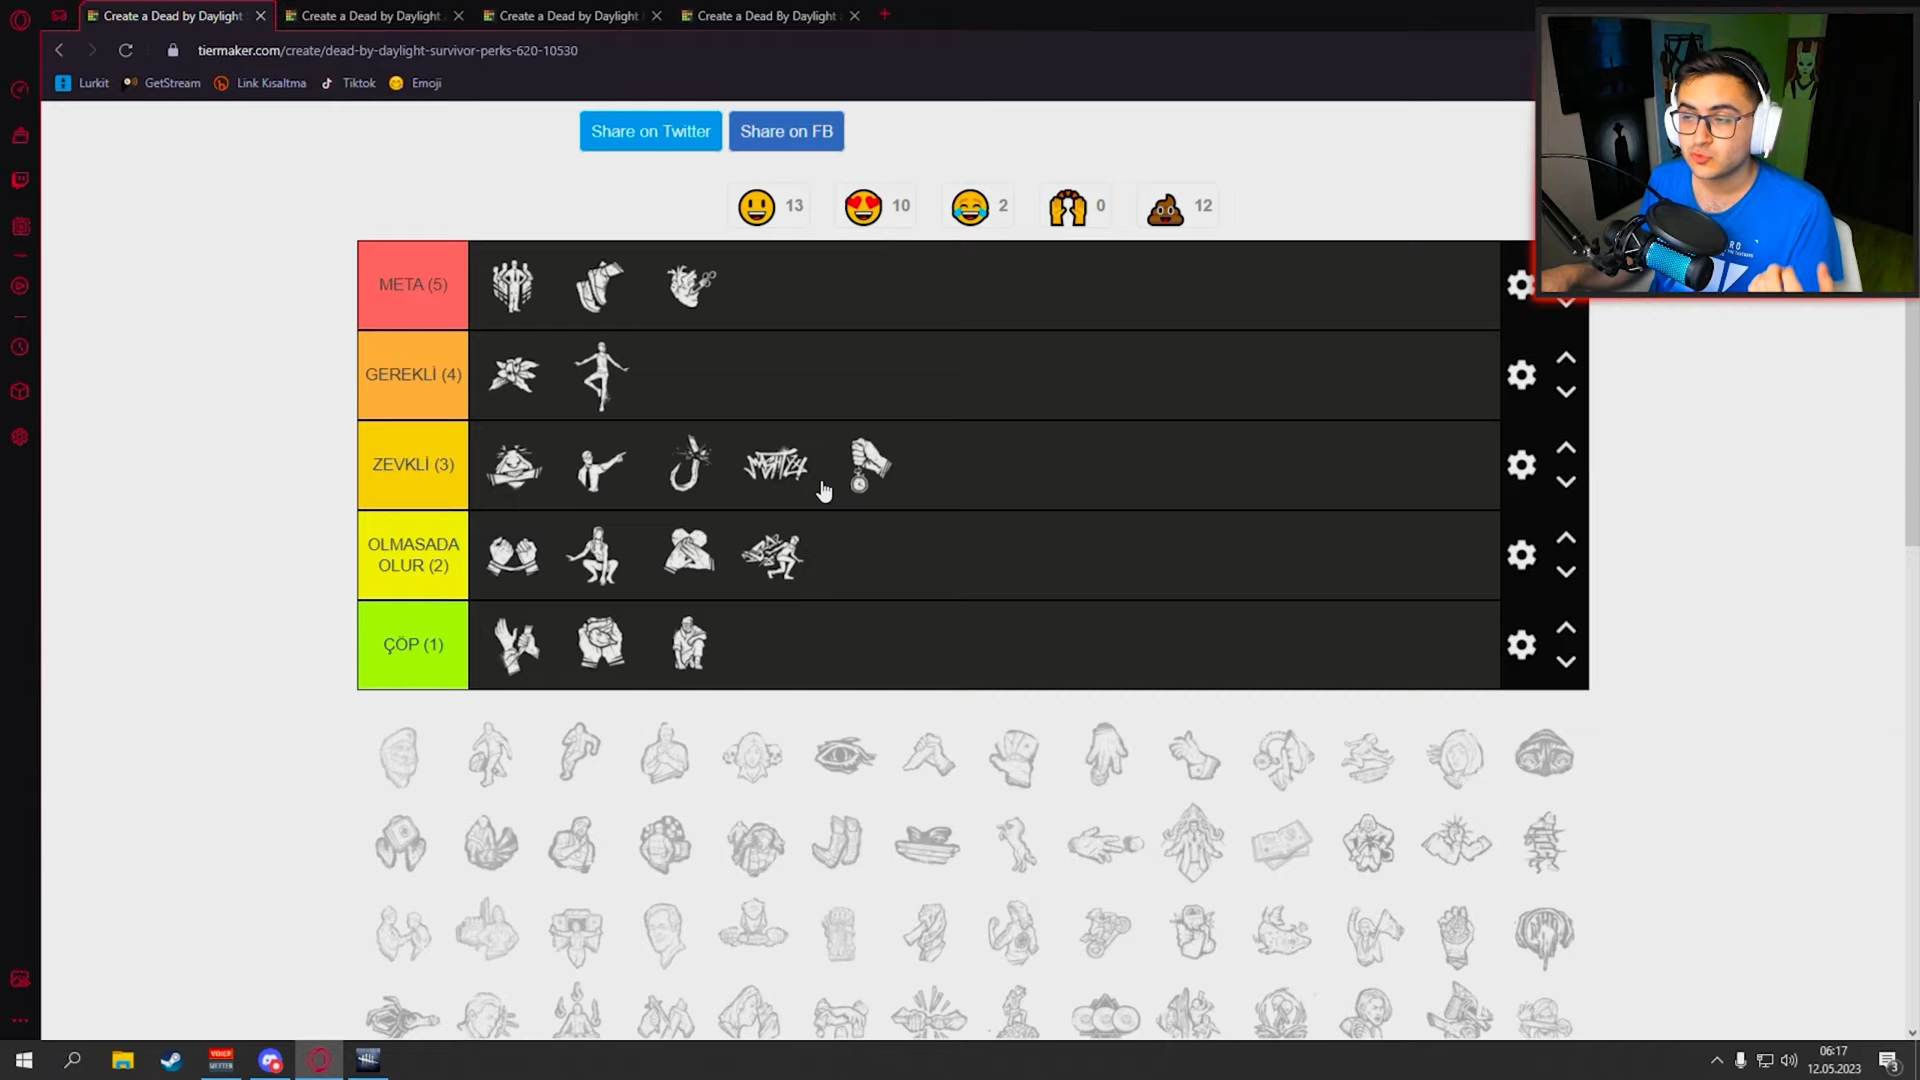 Create a Dead by Daylight
Create a Dead by Daylight
Create a Dead by Daylight
Create a Dead By Daylight
tiermaker.com/create/dead-by-daylight-survivor-perks-620-10530
Lurkit
GetStream
Link Kısaltma
Tiktok
Emoji
Share on Twitter
Share on FB
13
10
2
0
12
META (5)
GEREKLİ (4)
ZEVKLİ (3)
OLMASADA
OLUR (2)
ÇÖP (1)
06:17
12.05.2023
3